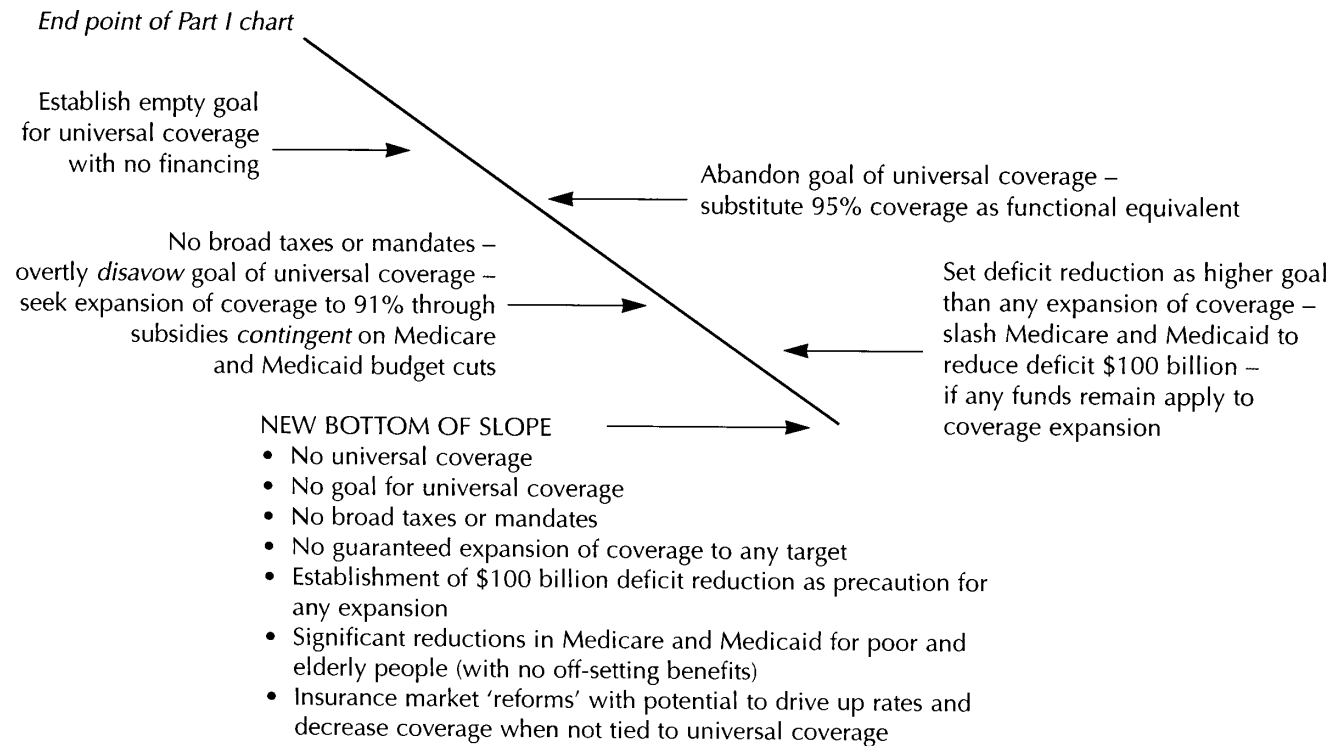 End point of Part I chart
Establish empty goal
for universal coverage
with no financing
Abandon goal of universal coverage –
substitute 95% coverage as functional equivalent
No broad taxes or mandates –
overtly disavow goal of universal coverage –
seek expansion of coverage to 91% through
subsidies contingent on Medicare
and Medicaid budget cuts
Set deficit reduction as higher goal
than any expansion of coverage –
slash Medicare and Medicaid to
reduce deficit $100 billion –
if any funds remain apply to
coverage expansion
NEW BOTTOM OF SLOPE
• No universal coverage
• No goal for universal coverage
• No broad taxes or mandates
• No guaranteed expansion of coverage to any target
• Establishment of $100 billion deficit reduction as precaution for
any expansion
• Significant reductions in Medicare and Medicaid for poor and
elderly people (with no off-setting benefits)
• Insurance market ‘reforms’ with potential to drive up rates and
decrease coverage when not tied to universal coverage